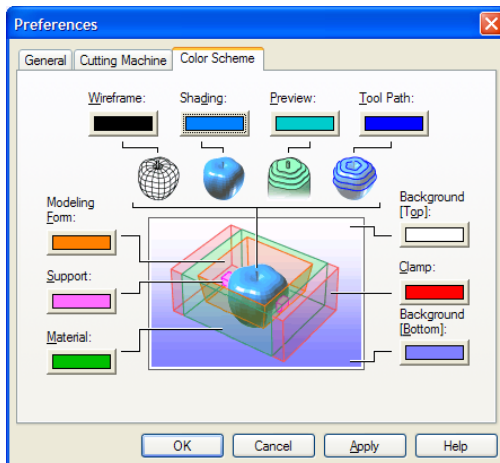 Preferences
General Cutting Machine Color Scheme
Wireframe: Shading: Preview: Tool Path:
Modeling
Form:
Background
[Top]:
Support:
Clamp:
Material:
Background
[Bottom]:
OK Cancel Apply Help